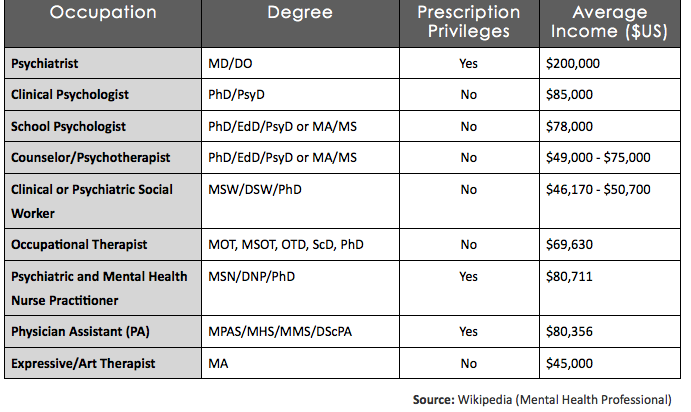 Occupation Degree Prescription Privileges Average Income ($US)
Psychiatrist MD/DO Yes $200,000
Clinical Psychologist PhD/PsyD No $85,000
School Psychologist PhD/EdD/PsyD or MA/MS No $78,000
Counselor/Psychotherapist PhD/EdD/PsyD or MA/MS No $49,000 - $75,000
Clinical or Psychiatric Social MSW/DSW/PhD No $46,170 - $50,700
Worker
Occupational Therapist MOT, MSOT, OTD, ScD, PhD No $69,630
Psychiatric and Mental Health MSN/DNP/PhD Yes $80,711
Nurse Practitioner
Physician Assistant (PA) MPAS/MHS/MMS/DScPA Yes $80,356
Expressive/Art Therapist MA No $45,000
Source: Wikipedia (Mental Health Professional)